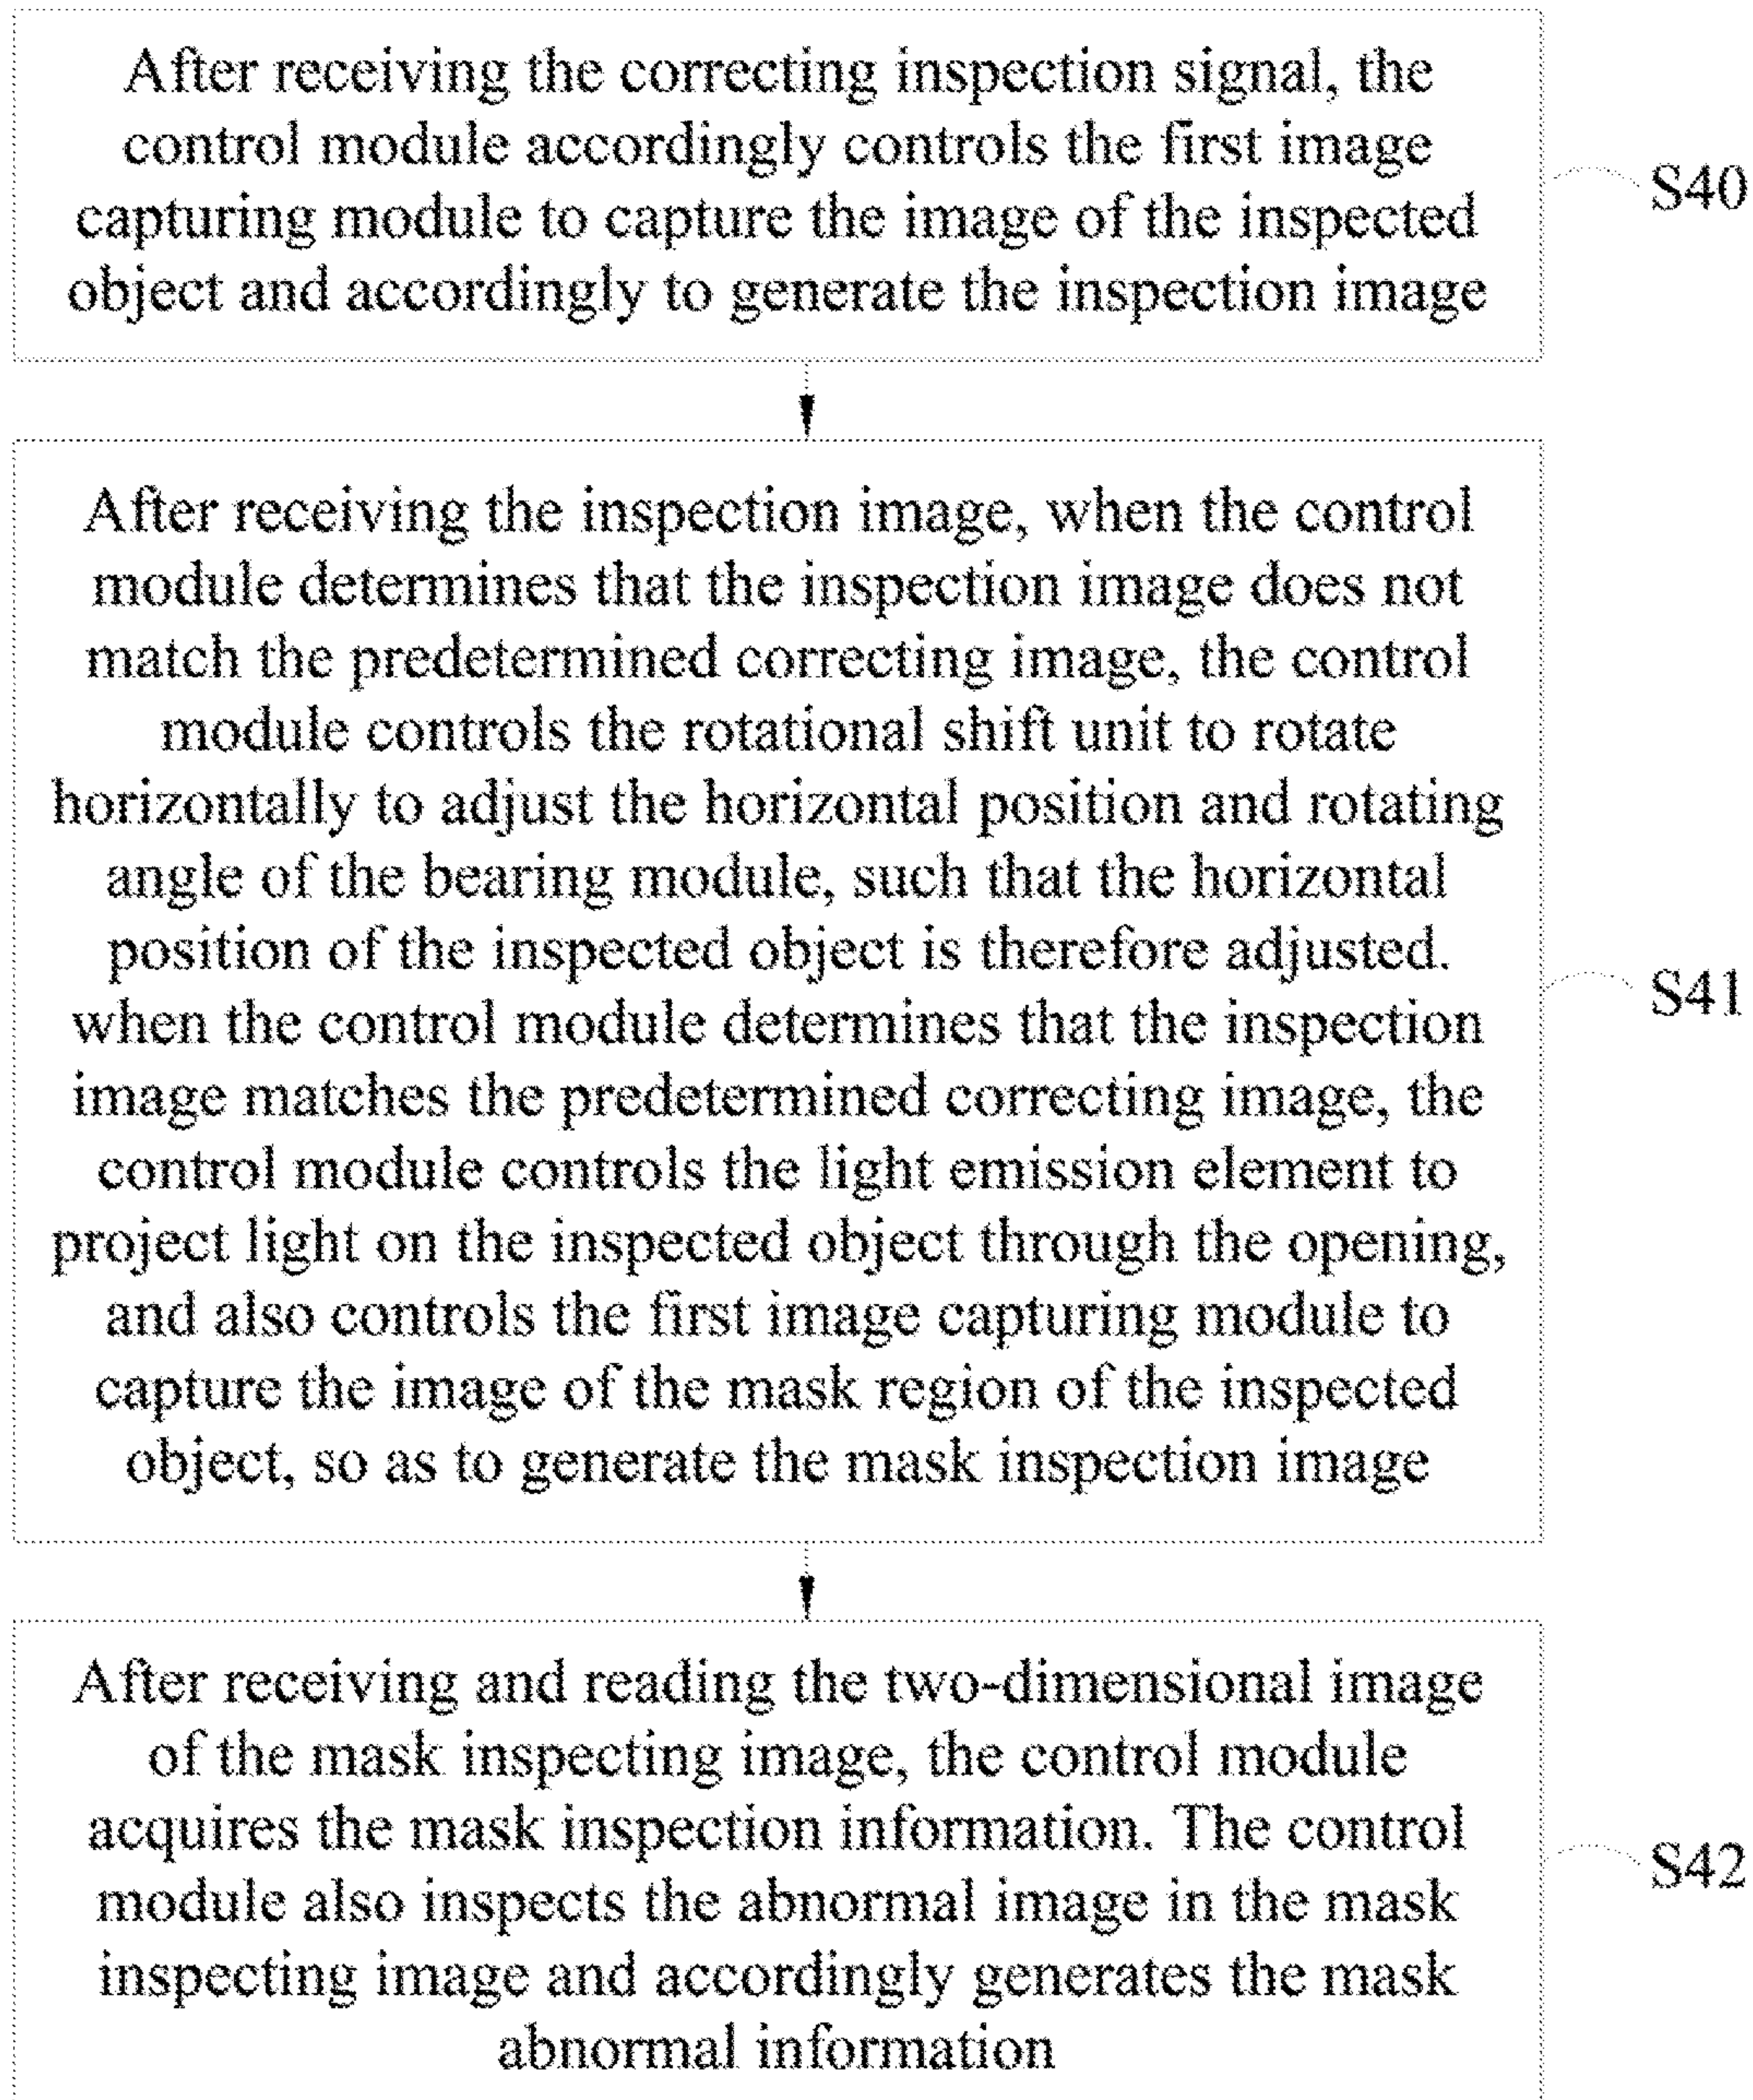 After receiving the correcting inspection signal, the
control module accordingly controls the first image
capturing module to capture the image of the inspected
object and accordingly to generate the inspection image
S40
After receiving the inspection image, when the control
module determines that the inspection image does not
match the predetermined correcting image, the control
module controls the rotational shift unit to rotate
horizontally to adjust the horizontal position and rotating
angle of the bearing module, such that the horizontal
position of the inspected object is therefore adjusted.
when the control module determines that the inspection
image matches the predetermined correcting image, the
control module controls the light emission element to
project light on the inspected object through the opening,
and also controls the first image capturing module to
capture the image of the mask region of the inspected
object, so as to generate the mask inspection image
S41
After receiving and reading the two-dimensional image
of the mask inspecting image, the control module
acquires the mask inspection information. The control
module also inspects the abnormal image in the mask
inspecting image and accordingly generates the mask
abnormal information
S42